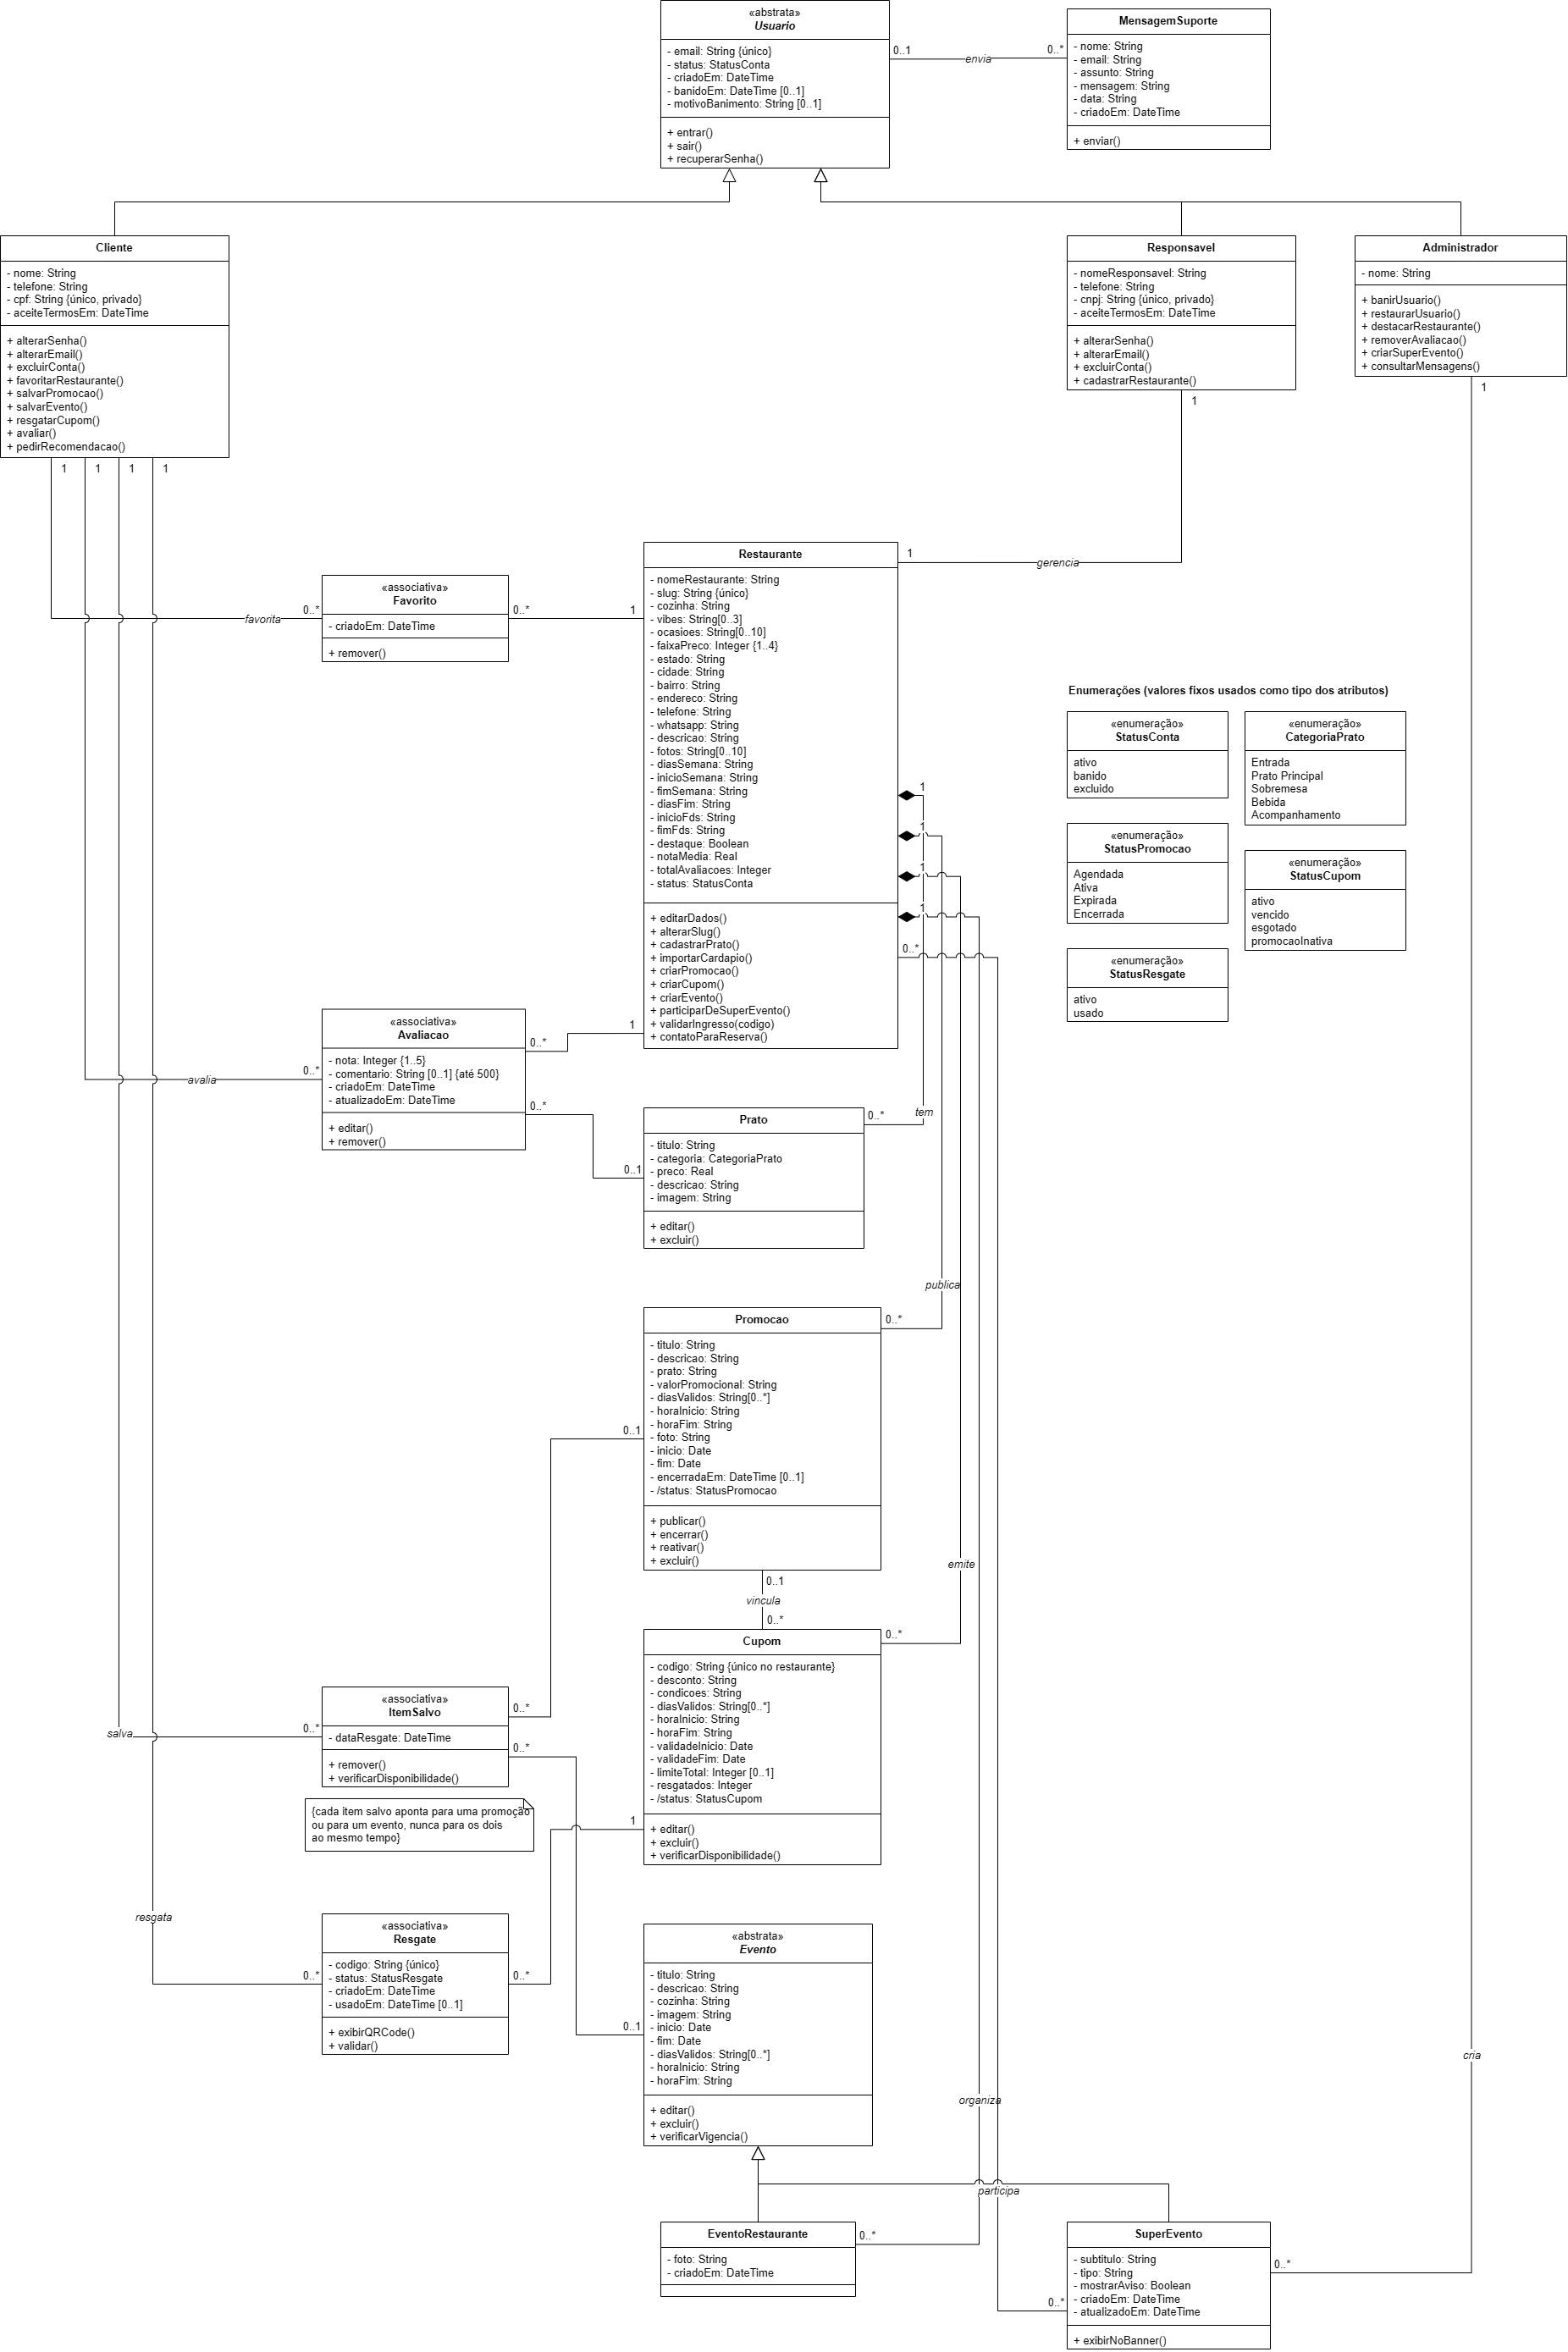 «abstrata»
Usuario
- email: String {único}
- status: StatusConta
- criadoEm: DateTime
- banidoEm: DateTime [0..1]
- motivoBanimento: String [0..1]
+ entrar()
+ sair()
+ recuperarSenha()
0..1
envia
0..*
MensagemSuporte
- nome: String
- email: String
- assunto: String
- mensagem: String
- data: String
- criadoEm: DateTime
+ enviar()
Cliente
- nome: String
- telefone: String
- cpf: String {único, privado}
- aceiteTermosEm: DateTime
+ alterarSenha()
+ alterarEmail()
+ excluirConta()
+ favoritarRestaurante()
+ salvarPromocao()
+ salvarEvento()
+ resgatarCupom()
+ avaliar()
+ pedirRecomendacao()
1
1
1
1
Responsavel
- nomeResponsavel: String
- telefone: String
- cnpj: String {único, privado}
- aceiteTermosEm: DateTime
+ alterarSenha()
+ alterarEmail()
+ excluirConta()
+ cadastrarRestaurante()
1
Administrador
- nome: String
+ banirUsuario()
+ restaurarUsuario()
+ destacarRestaurante()
+ removerAvaliacao()
+ criarSuperEvento()
+ consultarMensagens()
1
favorita
0..*
«associativa»
Favorito
- criadoEm: DateTime
+ remover()
0..*
1
Restaurante
- nomeRestaurante: String
- slug: String {único}
- cozinha: String
- vibes: String[0..3]
- ocasioes: String[0..10]
- faixaPreco: Integer {1..4}
- estado: String
- cidade: String
- bairro: String
- endereco: String
- telefone: String
- whatsapp: String
- descricao: String
- fotos: String[0..10]
- diasSemana: String
- inicioSemana: String
- fimSemana: String
- diasFim: String
- inicioFds: String
- fimFds: String
- destaque: Boolean
- notaMedia: Real
- totalAvaliacoes: Integer
- status: StatusConta
+ editarDados()
+ alterarSlug()
+ cadastrarPrato()
+ importarCardapio()
+ criarPromocao()
+ criarCupom()
+ criarEvento()
+ participarDeSuperEvento()
+ validarIngresso(codigo)
+ contatoParaReserva()
1
gerencia
1
1
1
1
0..*
Enumerações (valores fixos usados como tipo dos atributos)
«enumeração»
StatusConta
ativo
banido
excluido
«enumeração»
CategoriaPrato
Entrada
Prato Principal
Sobremesa
Bebida
Acompanhamento
«enumeração»
StatusPromocao
Agendada
Ativa
Expirada
Encerrada
«enumeração»
StatusCupom
ativo
vencido
esgotado
promocaoInativa
«enumeração»
StatusResgate
ativo
usado
avalia
0..*
«associativa»
Avaliacao
- nota: Integer {1..5}
- comentario: String [0..1] {até 500}
- criadoEm: DateTime
- atualizadoEm: DateTime
+ editar()
+ remover()
0..*
1
0..*
0..1
Prato
- titulo: String
- categoria: CategoriaPrato
- preco: Real
- descricao: String
- imagem: String
+ editar()
+ excluir()
0..*
tem
publica
Promocao
- titulo: String
- descricao: String
- prato: String
- valorPromocional: String
- diasValidos: String[0..*]
- horaInicio: String
- horaFim: String
- foto: String
- inicio: Date
- fim: Date
- encerradaEm: DateTime [0..1]
- /status: StatusPromocao
+ publicar()
+ encerrar()
+ reativar()
+ excluir()
0..*
0..1
0..1
vincula
0..*
emite
Cupom
- codigo: String {único no restaurante}
- desconto: String
- condicoes: String
- diasValidos: String[0..*]
- horaInicio: String
- horaFim: String
- validadeInicio: Date
- validadeFim: Date
- limiteTotal: Integer [0..1]
- resgatados: Integer
- /status: StatusCupom
+ editar()
+ excluir()
+ verificarDisponibilidade()
0..*
1
salva
0..*
«associativa»
ItemSalvo
- dataResgate: DateTime
+ remover()
+ verificarDisponibilidade()
0..*
0..*
{cada item salvo aponta para uma promoção
ou para um evento, nunca para os dois
ao mesmo tempo}
resgata
0..*
«associativa»
Resgate
- codigo: String {único}
- status: StatusResgate
- criadoEm: DateTime
- usadoEm: DateTime [0..1]
+ exibirQRCode()
+ validar()
0..*
«abstrata»
Evento
- titulo: String
- descricao: String
- cozinha: String
- imagem: String
- inicio: Date
- fim: Date
- diasValidos: String[0..*]
- horaInicio: String
- horaFim: String
+ editar()
+ excluir()
+ verificarVigencia()
0..1
cria
organiza
participa
EventoRestaurante
- foto: String
- criadoEm: DateTime
0..*
SuperEvento
- subtitulo: String
- tipo: String
- mostrarAviso: Boolean
- criadoEm: DateTime
- atualizadoEm: DateTime
+ exibirNoBanner()
0..*
0..*